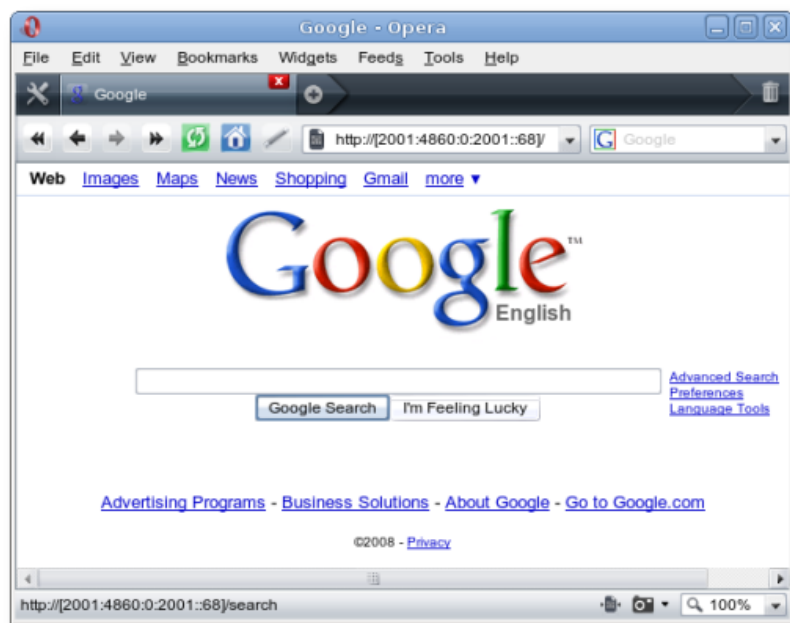 Google - Opera
File Edit View Bookmarks Widgets Feeds Tools Help
Google
http://[2001:4860:0:2001::68]/ Google
Web Images Maps News Shopping Gmail more ▼
Google™
English
Advanced Search
Preferences
Language Tools
Google Search I'm Feeling Lucky
Advertising Programs - Business Solutions - About Google - Go to Google.com
©2008 - Privacy
http://[2001:4860:0:2001::68]/search 100%